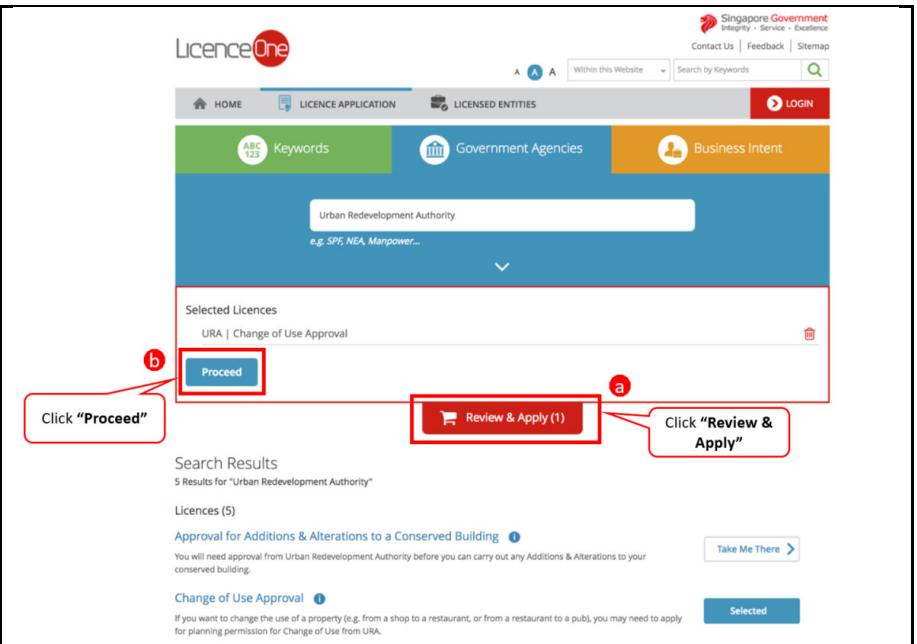 Singapore Government
Integrity · Service · Excellence
LicenceOne
Contact Us | Feedback | Sitemap
A A A
Within this Website
Search by Keywords
HOME
LICENCE APPLICATION
LICENSED ENTITIES
LOGIN
ABC 123 Keywords
Government Agencies
Business Intent
Urban Redevelopment Authority
e.g. SPF, NEA, Manpower...
Selected Licences
URA | Change of Use Approval
b
Proceed
Click “Proceed”
a
Review & Apply (1)
Click “Review &
Apply”
Search Results
5 Results for "Urban Redevelopment Authority"
Licences (5)
Approval for Additions & Alterations to a Conserved Building
You will need approval from Urban Redevelopment Authority before you can carry out any Additions & Alterations to your
conserved building.
Take Me There
Change of Use Approval
If you want to change the use of a property (e.g. from a shop to a restaurant, or from a restaurant to a pub), you may need to apply
for planning permission for Change of Use from URA.
Selected